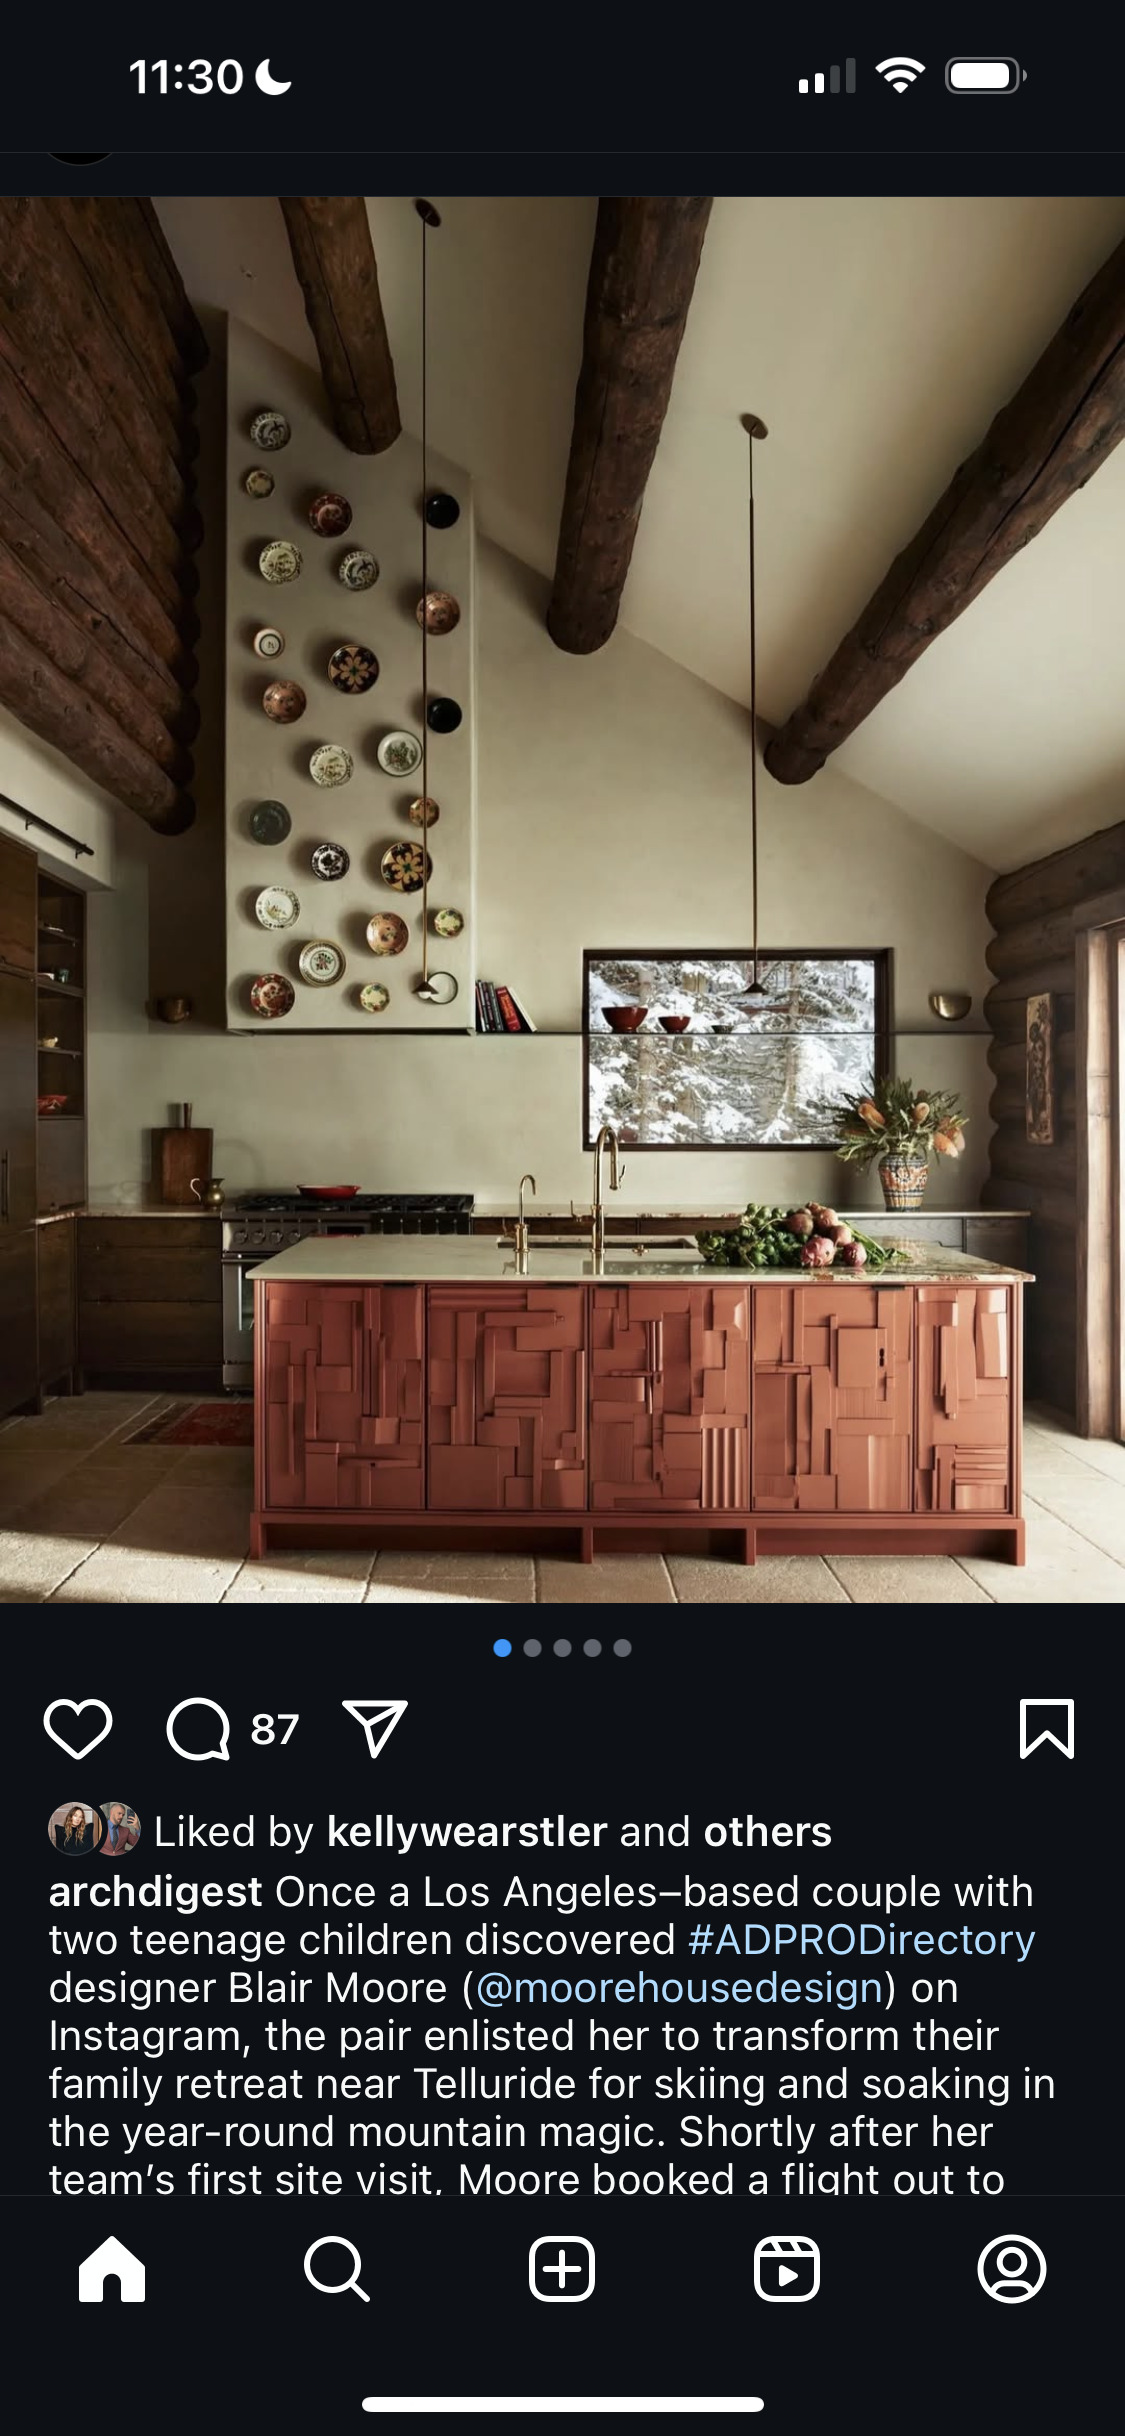 11:30
87
Liked by kellywearstler and others
archdigest Once a Los Angeles–based couple with
two teenage children discovered #ADPRODirectory
designer Blair Moore (@moorehousedesign) on
Instagram, the pair enlisted her to transform their
family retreat near Telluride for skiing and soaking in
the year-round mountain magic. Shortly after her
team’s first site visit, Moore booked a flight out to